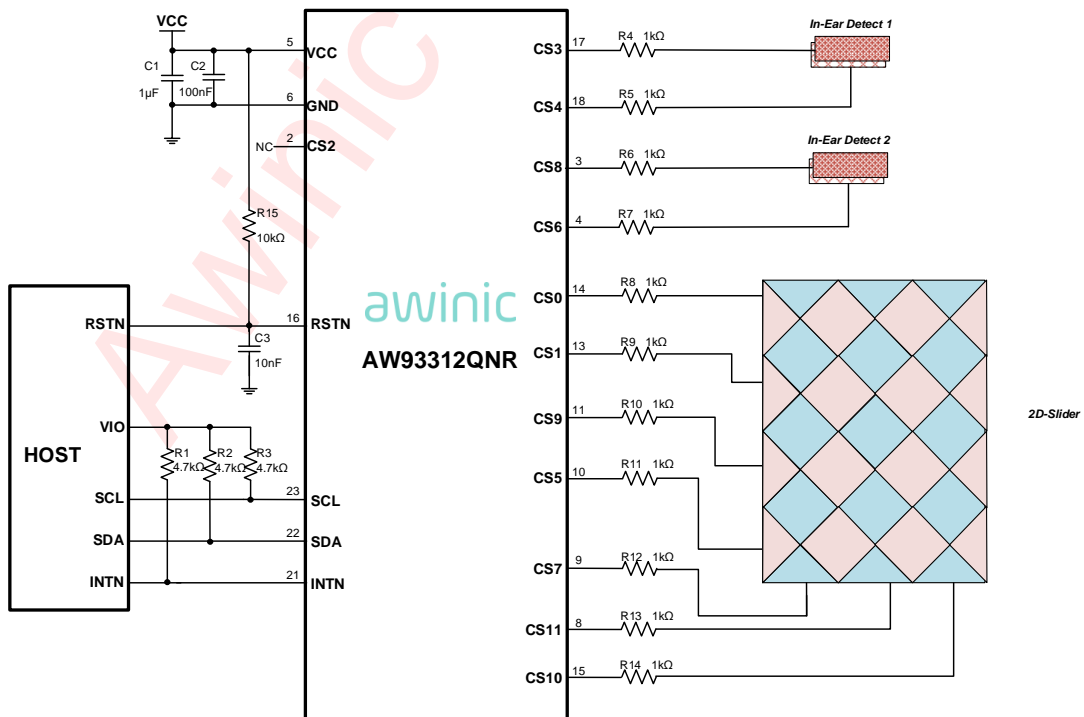 VCC
5
VCC
C1
1µF
C2
100nF
6
GND
2
NC
CS2
R15
10kΩ
RSTN
16
RSTN
C3
10nF
VIO
HOST
R1
4.7kΩ
R2
4.7kΩ
R3
4.7kΩ
SCL
23
SCL
SDA
22
SDA
INTN
21
INTN
Awinic
awinic
AW93312QNR
CS3
17
R4 1kΩ
In-Ear Detect 1
CS4
18
R5 1kΩ
CS8
3
R6 1kΩ
In-Ear Detect 2
CS6
4
R7 1kΩ
CS0
14
R8 1kΩ
CS1
13
R9 1kΩ
CS9
11
R10 1kΩ
2D-Slider
CS5
10
R11 1kΩ
CS7
9
R12 1kΩ
CS11
8
R13 1kΩ
CS10
15
R14 1kΩ